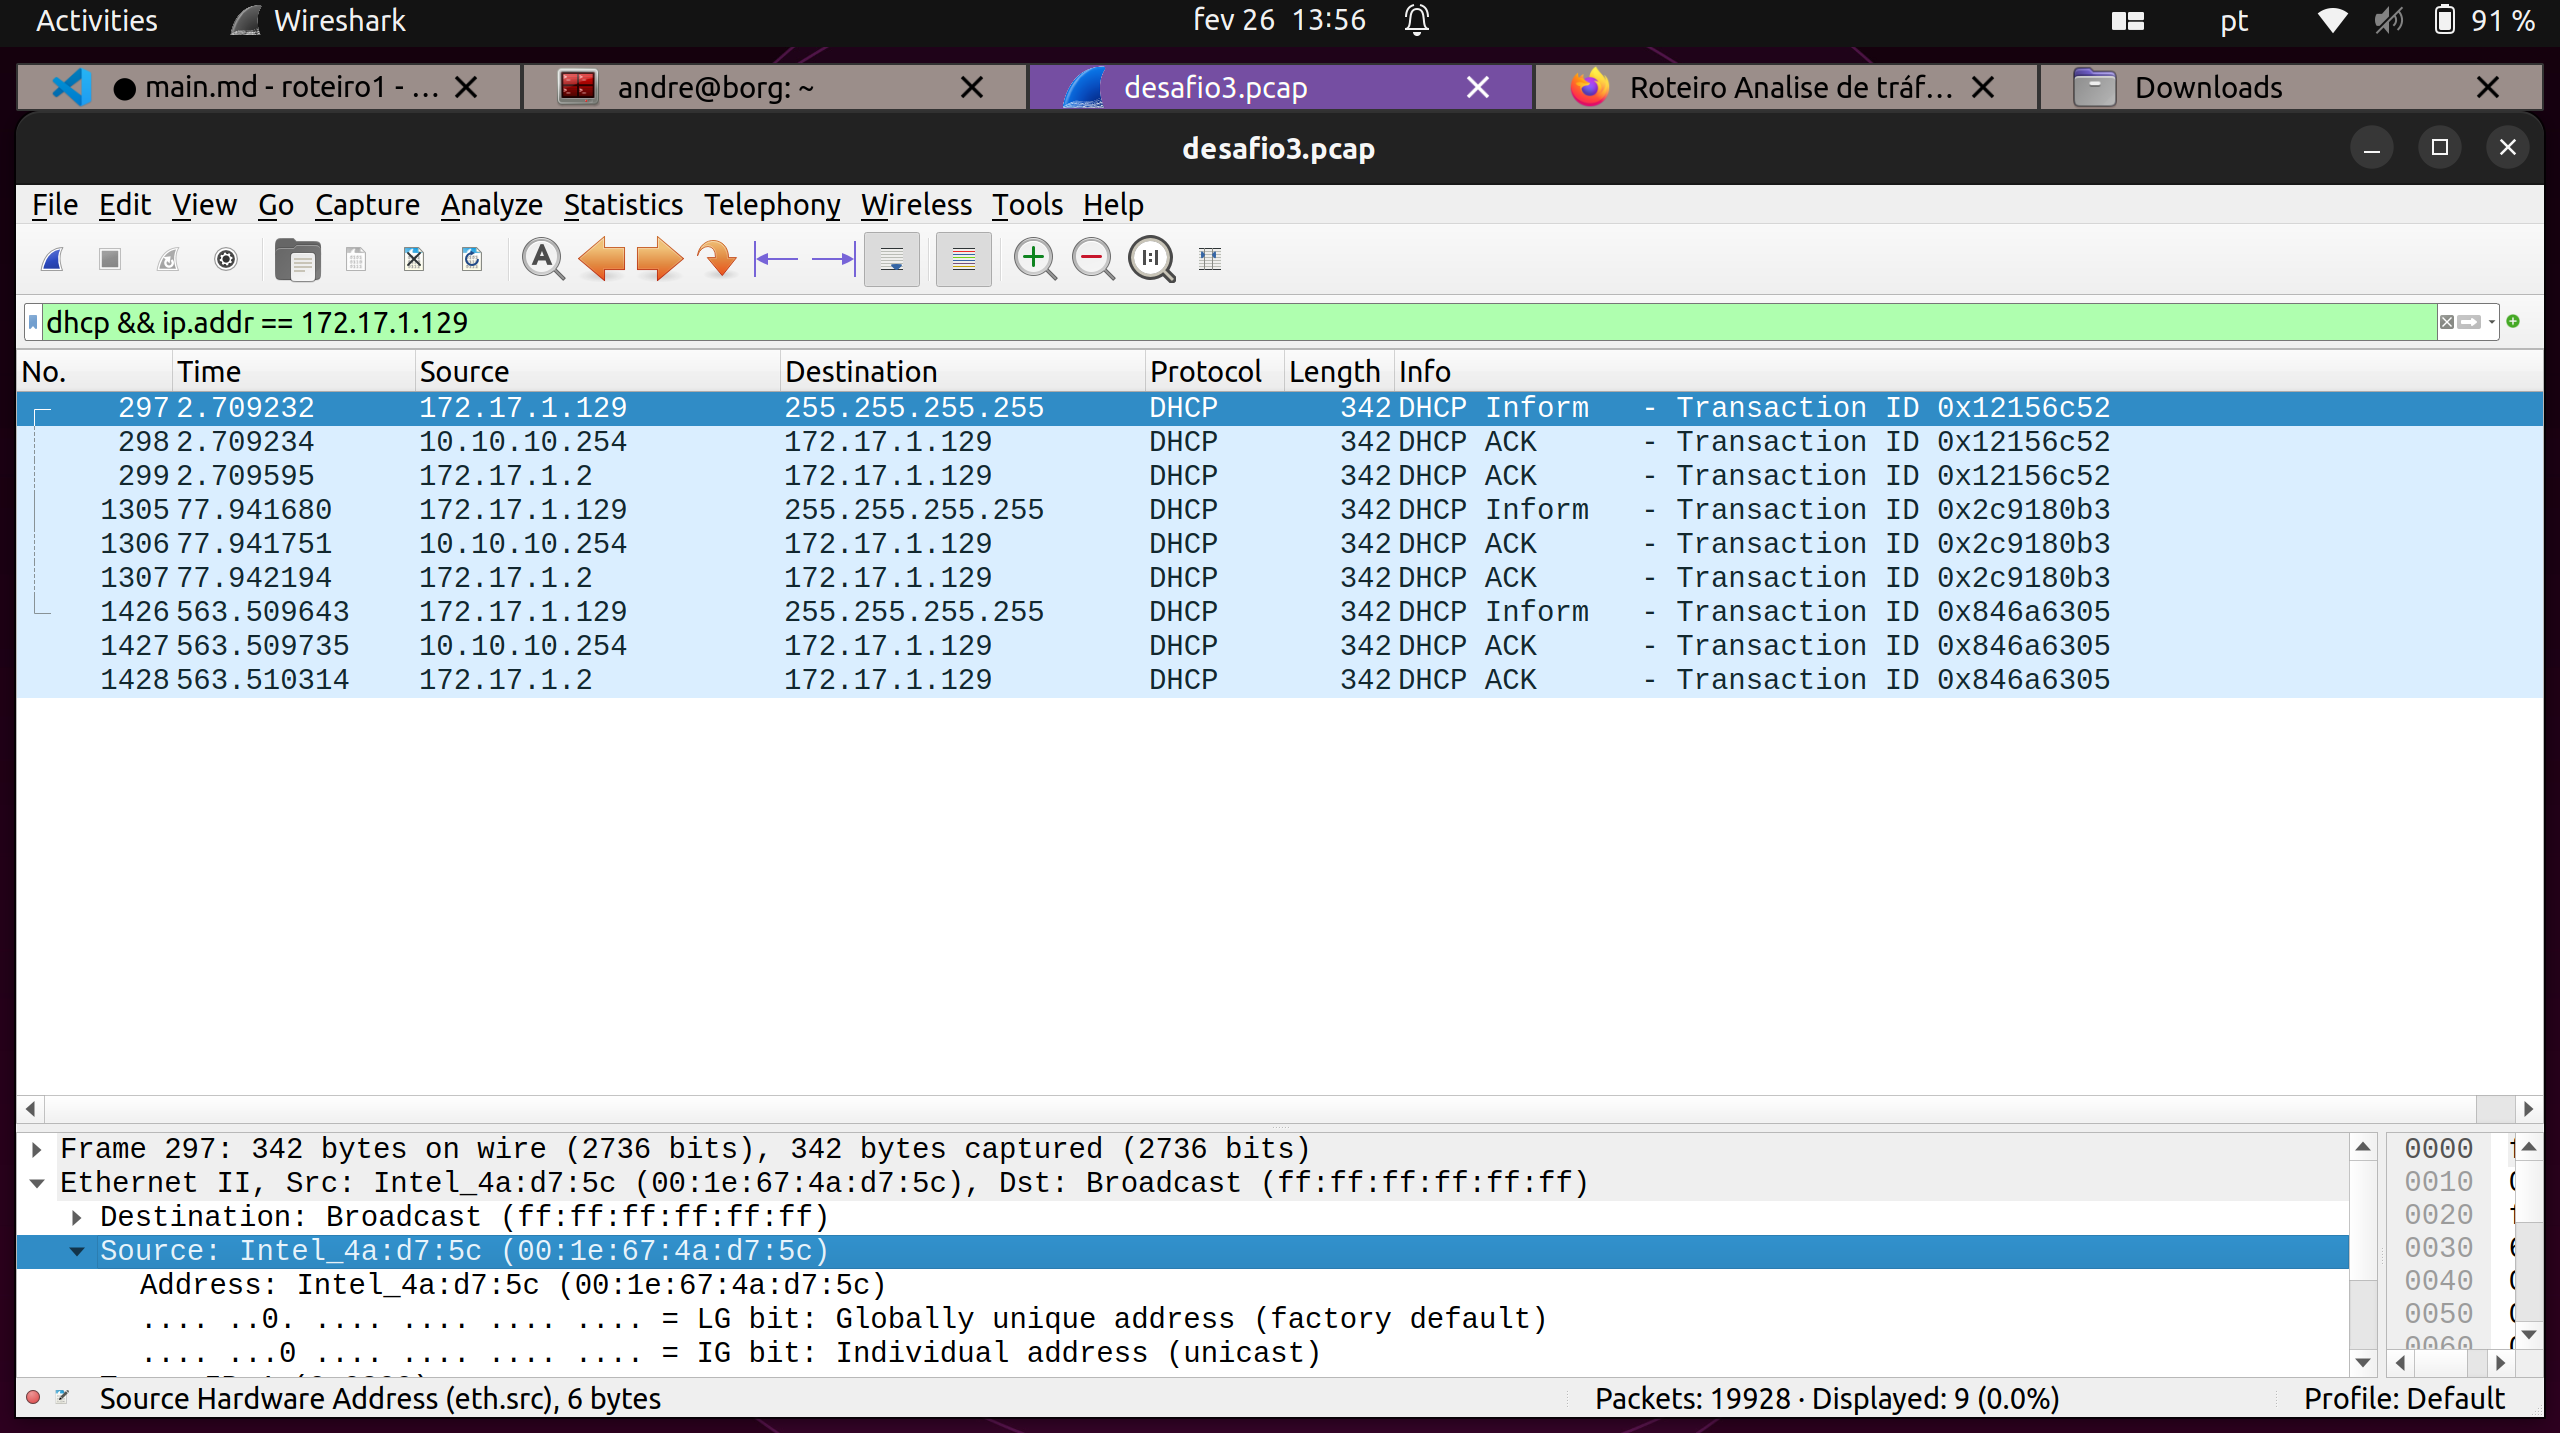 Activities Wireshark fev 26 13:56 pt 91 %
main.md - roteiro1 - ... andre@borg: ~ desafio3.pcap Roteiro Analise de tráf... Downloads
desafio3.pcap
File Edit View Go Capture Analyze Statistics Telephony Wireless Tools Help
dhcp && ip.addr == 172.17.1.129
No. Time Source Destination Protocol Length Info
297 2.709232 172.17.1.129 255.255.255.255 DHCP 342 DHCP Inform - Transaction ID 0x12156c52
298 2.709234 10.10.10.254 172.17.1.129 DHCP 342 DHCP ACK - Transaction ID 0x12156c52
299 2.709595 172.17.1.2 172.17.1.129 DHCP 342 DHCP ACK - Transaction ID 0x12156c52
1305 77.941680 172.17.1.129 255.255.255.255 DHCP 342 DHCP Inform - Transaction ID 0x2c9180b3
1306 77.941751 10.10.10.254 172.17.1.129 DHCP 342 DHCP ACK - Transaction ID 0x2c9180b3
1307 77.942194 172.17.1.2 172.17.1.129 DHCP 342 DHCP ACK - Transaction ID 0x2c9180b3
1426 563.509643 172.17.1.129 255.255.255.255 DHCP 342 DHCP Inform - Transaction ID 0x846a6305
1427 563.509735 10.10.10.254 172.17.1.129 DHCP 342 DHCP ACK - Transaction ID 0x846a6305
1428 563.510314 172.17.1.2 172.17.1.129 DHCP 342 DHCP ACK - Transaction ID 0x846a6305
Frame 297: 342 bytes on wire (2736 bits), 342 bytes captured (2736 bits)
Ethernet II, Src: Intel_4a:d7:5c (00:1e:67:4a:d7:5c), Dst: Broadcast (ff:ff:ff:ff:ff:ff)
Destination: Broadcast (ff:ff:ff:ff:ff:ff)
Source: Intel_4a:d7:5c (00:1e:67:4a:d7:5c)
Address: Intel_4a:d7:5c (00:1e:67:4a:d7:5c)
.... ..0. .... .... .... .... = LG bit: Globally unique address (factory default)
.... ...0 .... .... .... .... = IG bit: Individual address (unicast)
0000
0010
0020
0030
0040
0050
0060
Source Hardware Address (eth.src), 6 bytes Packets: 19928 · Displayed: 9 (0.0%) Profile: Default